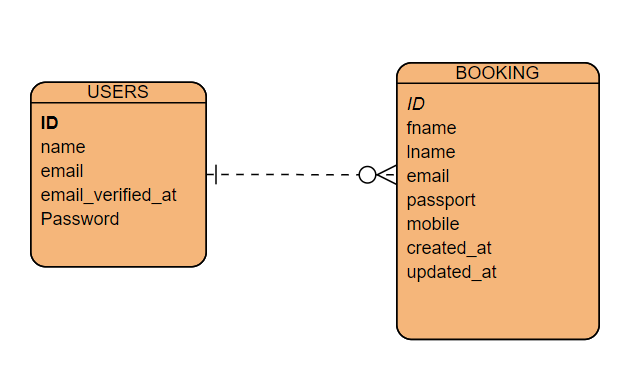 USERS
ID
name
email
email_verified_at
Password
BOOKING
ID
fname
lname
email
passport
mobile
created_at
updated_at